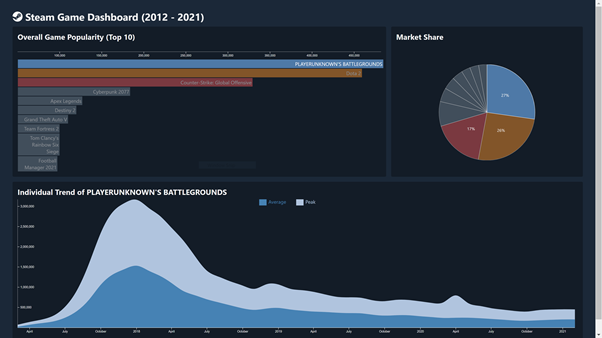 Steam Game Dashboard (2012 - 2021)
Overall Game Popularity (Top 10)
100,000 150,000 200,000 250,000 300,000 350,000 400,000 450,000
PLAYERUNKNOWN'S BATTLEGROUNDS
Dota 2
Counter-Strike: Global Offensive
Cyberpunk 2077
Apex Legends
Destiny 2
Grand Theft Auto V
Team Fortress 2
Tom Clancy's
Rainbow Six
Siege
Football
Manager 2021
Market Share
27%
26%
17%
Individual Trend of PLAYERUNKNOWN'S BATTLEGROUNDS
Average Peak
3,000,000
2,500,000
2,000,000
1,500,000
1,000,000
500,000
April July October 2018 April July October 2019 April July October 2020 April July October 2021